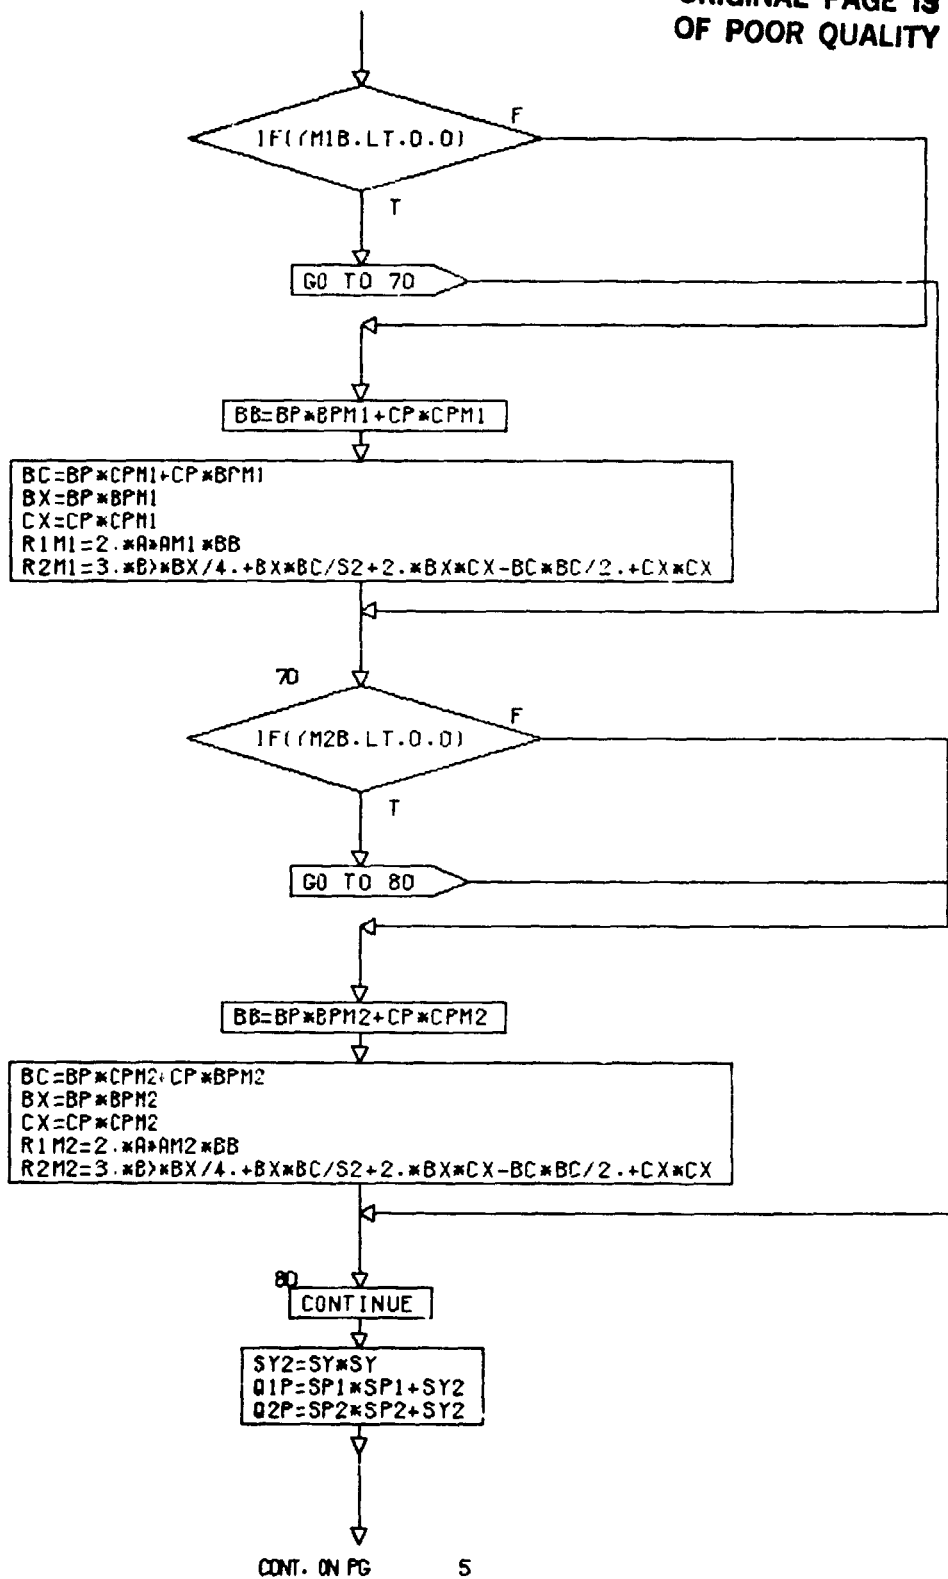 ORIGINAL PAGE IS
OF POOR QUALITY
IF((M1B.LT.0.0)
F
T
GO TO 70
BB=BP*BPM1+CP*CPM1
BC=BP*CPM1+CP*BPM1
BX=BP*BPM1
CX=CP*CPM1
R1M1=2.*A*AM1*BB
R2M1=3.*BX*BX/4.+BX*BC/S2+2.*BX*CX-BC*BC/2.+CX*CX
70
IF((M2B.LT.0.0)
F
T
GO TO 80
BB=BP*BPM2+CP*CPM2
BC=BP*CPM2+CP*BPM2
BX=BP*BPM2
CX=CP*CPM2
R1M2=2.*A*AM2*BB
R2M2=3.*BX*BX/4.+BX*BC/S2+2.*BX*CX-BC*BC/2.+CX*CX
80
CONTINUE
SY2=SY*SY
Q1P=SP1*SP1+SY2
Q2P=SP2*SP2+SY2
CONT. ON PG 5